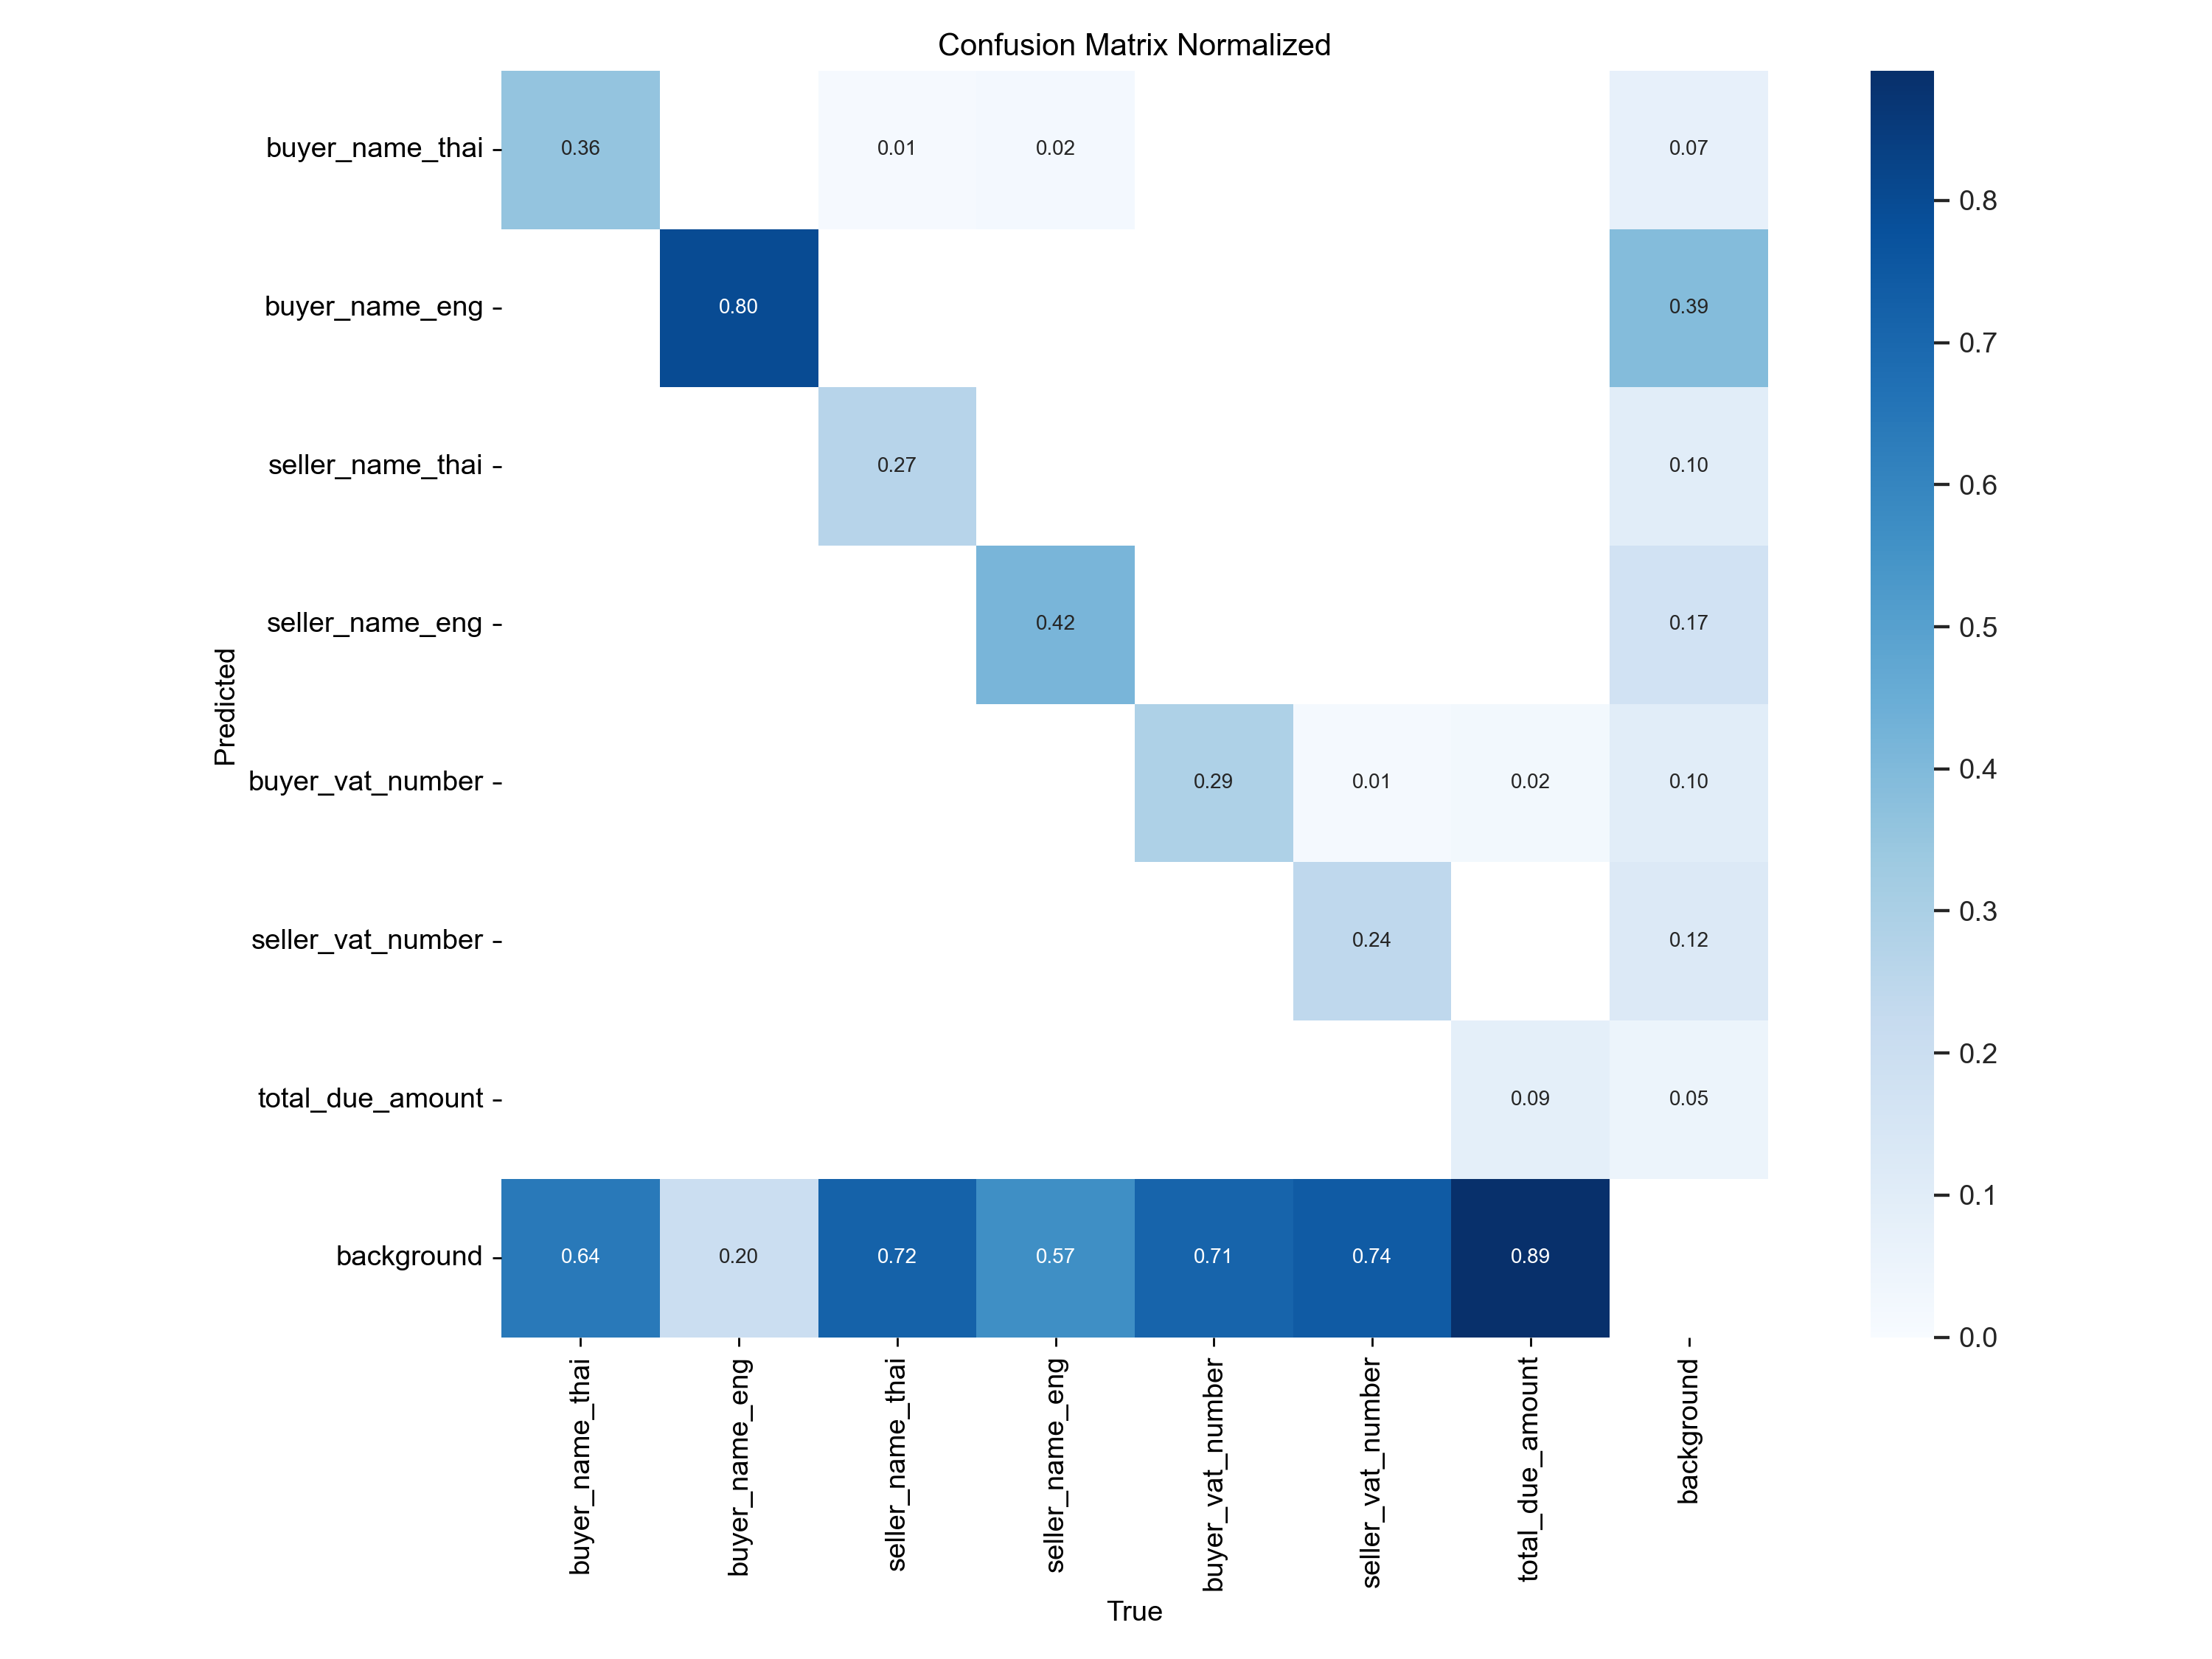 Confusion Matrix Normalized
buyer_name_thai 0.36 0.01 0.02 0.07
buyer_name_eng 0.80 0.39
seller_name_thai 0.27 0.10
seller_name_eng 0.42 0.17
buyer_vat_number 0.29 0.01 0.02 0.10
seller_vat_number 0.24 0.12
total_due_amount 0.09 0.05
background 0.64 0.20 0.72 0.57 0.71 0.74 0.89
Predicted
buyer_name_thai
buyer_name_eng
seller_name_thai
seller_name_eng
buyer_vat_number
seller_vat_number
total_due_amount
background
True
0.8
0.7
0.6
0.5
0.4
0.3
0.2
0.1
0.0